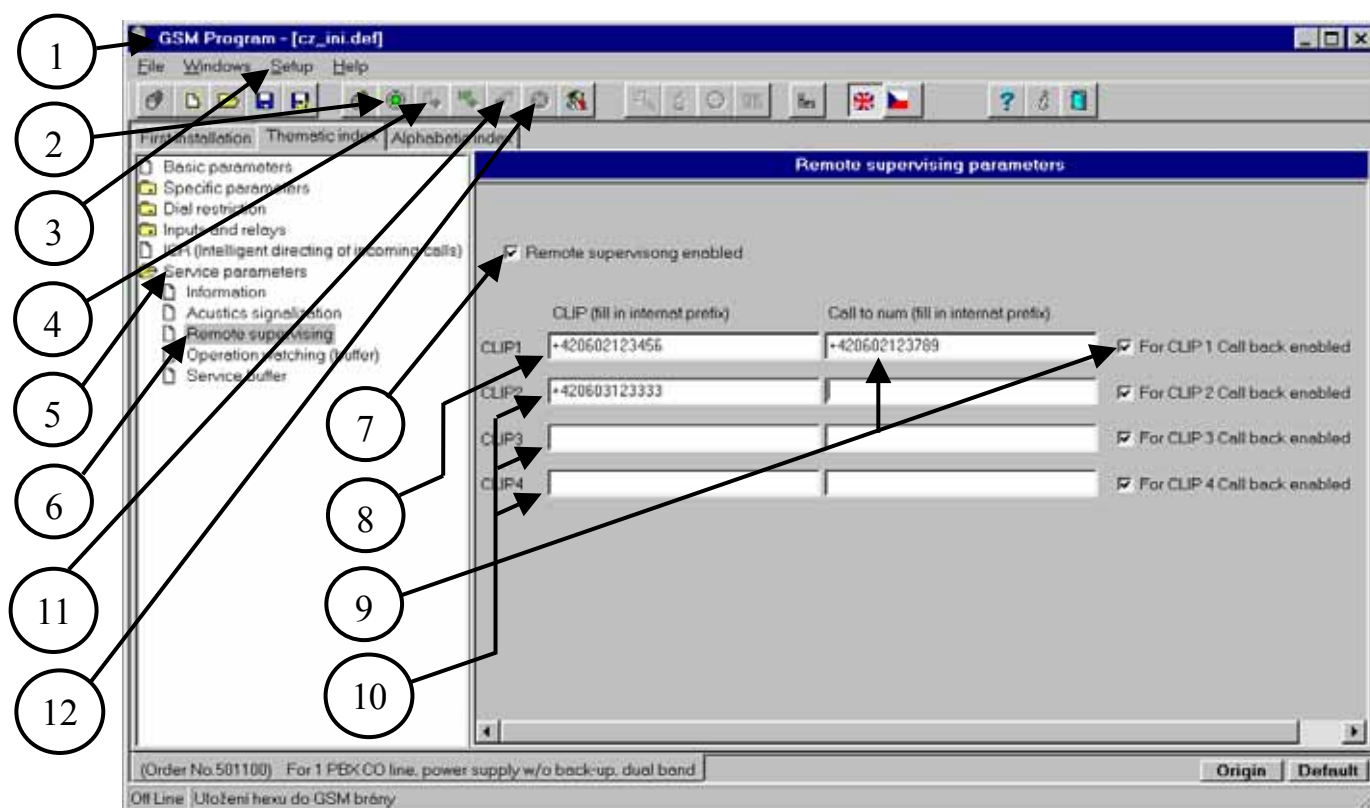 1
GSM Program - [cz_ini.def]
File Windows Setup Help
Res
2
First installation Thematic index Alphabetic index
Basic parameters
Remote supervising parameters
Specific parameters
Dial restriction
3
Inputs and relays
(Intelligent directing of incoming calls)
Remote supervisong enabled
Service parameters
Information
4
Acustics signalization
CLIP (fill in internat prefix) Call to num (fill in internat prefix)
Remote supervising
CLIP1 +420602123456 +420602123789 For CLIP 1 Call back enabled
Operation watching (buffer)
Service buffer
5
CLIP2 +420603123333 For CLIP 2 Call back enabled
7
CLIP3 For CLIP 3 Call back enabled
6
CLIP4 For CLIP 4 Call back enabled
8
11
9
12
10
(Order No.501100) For 1 PBX CO line, power supply w/o back-up, dual band Origin Default
Off Line Uložení hexu do GSM brány